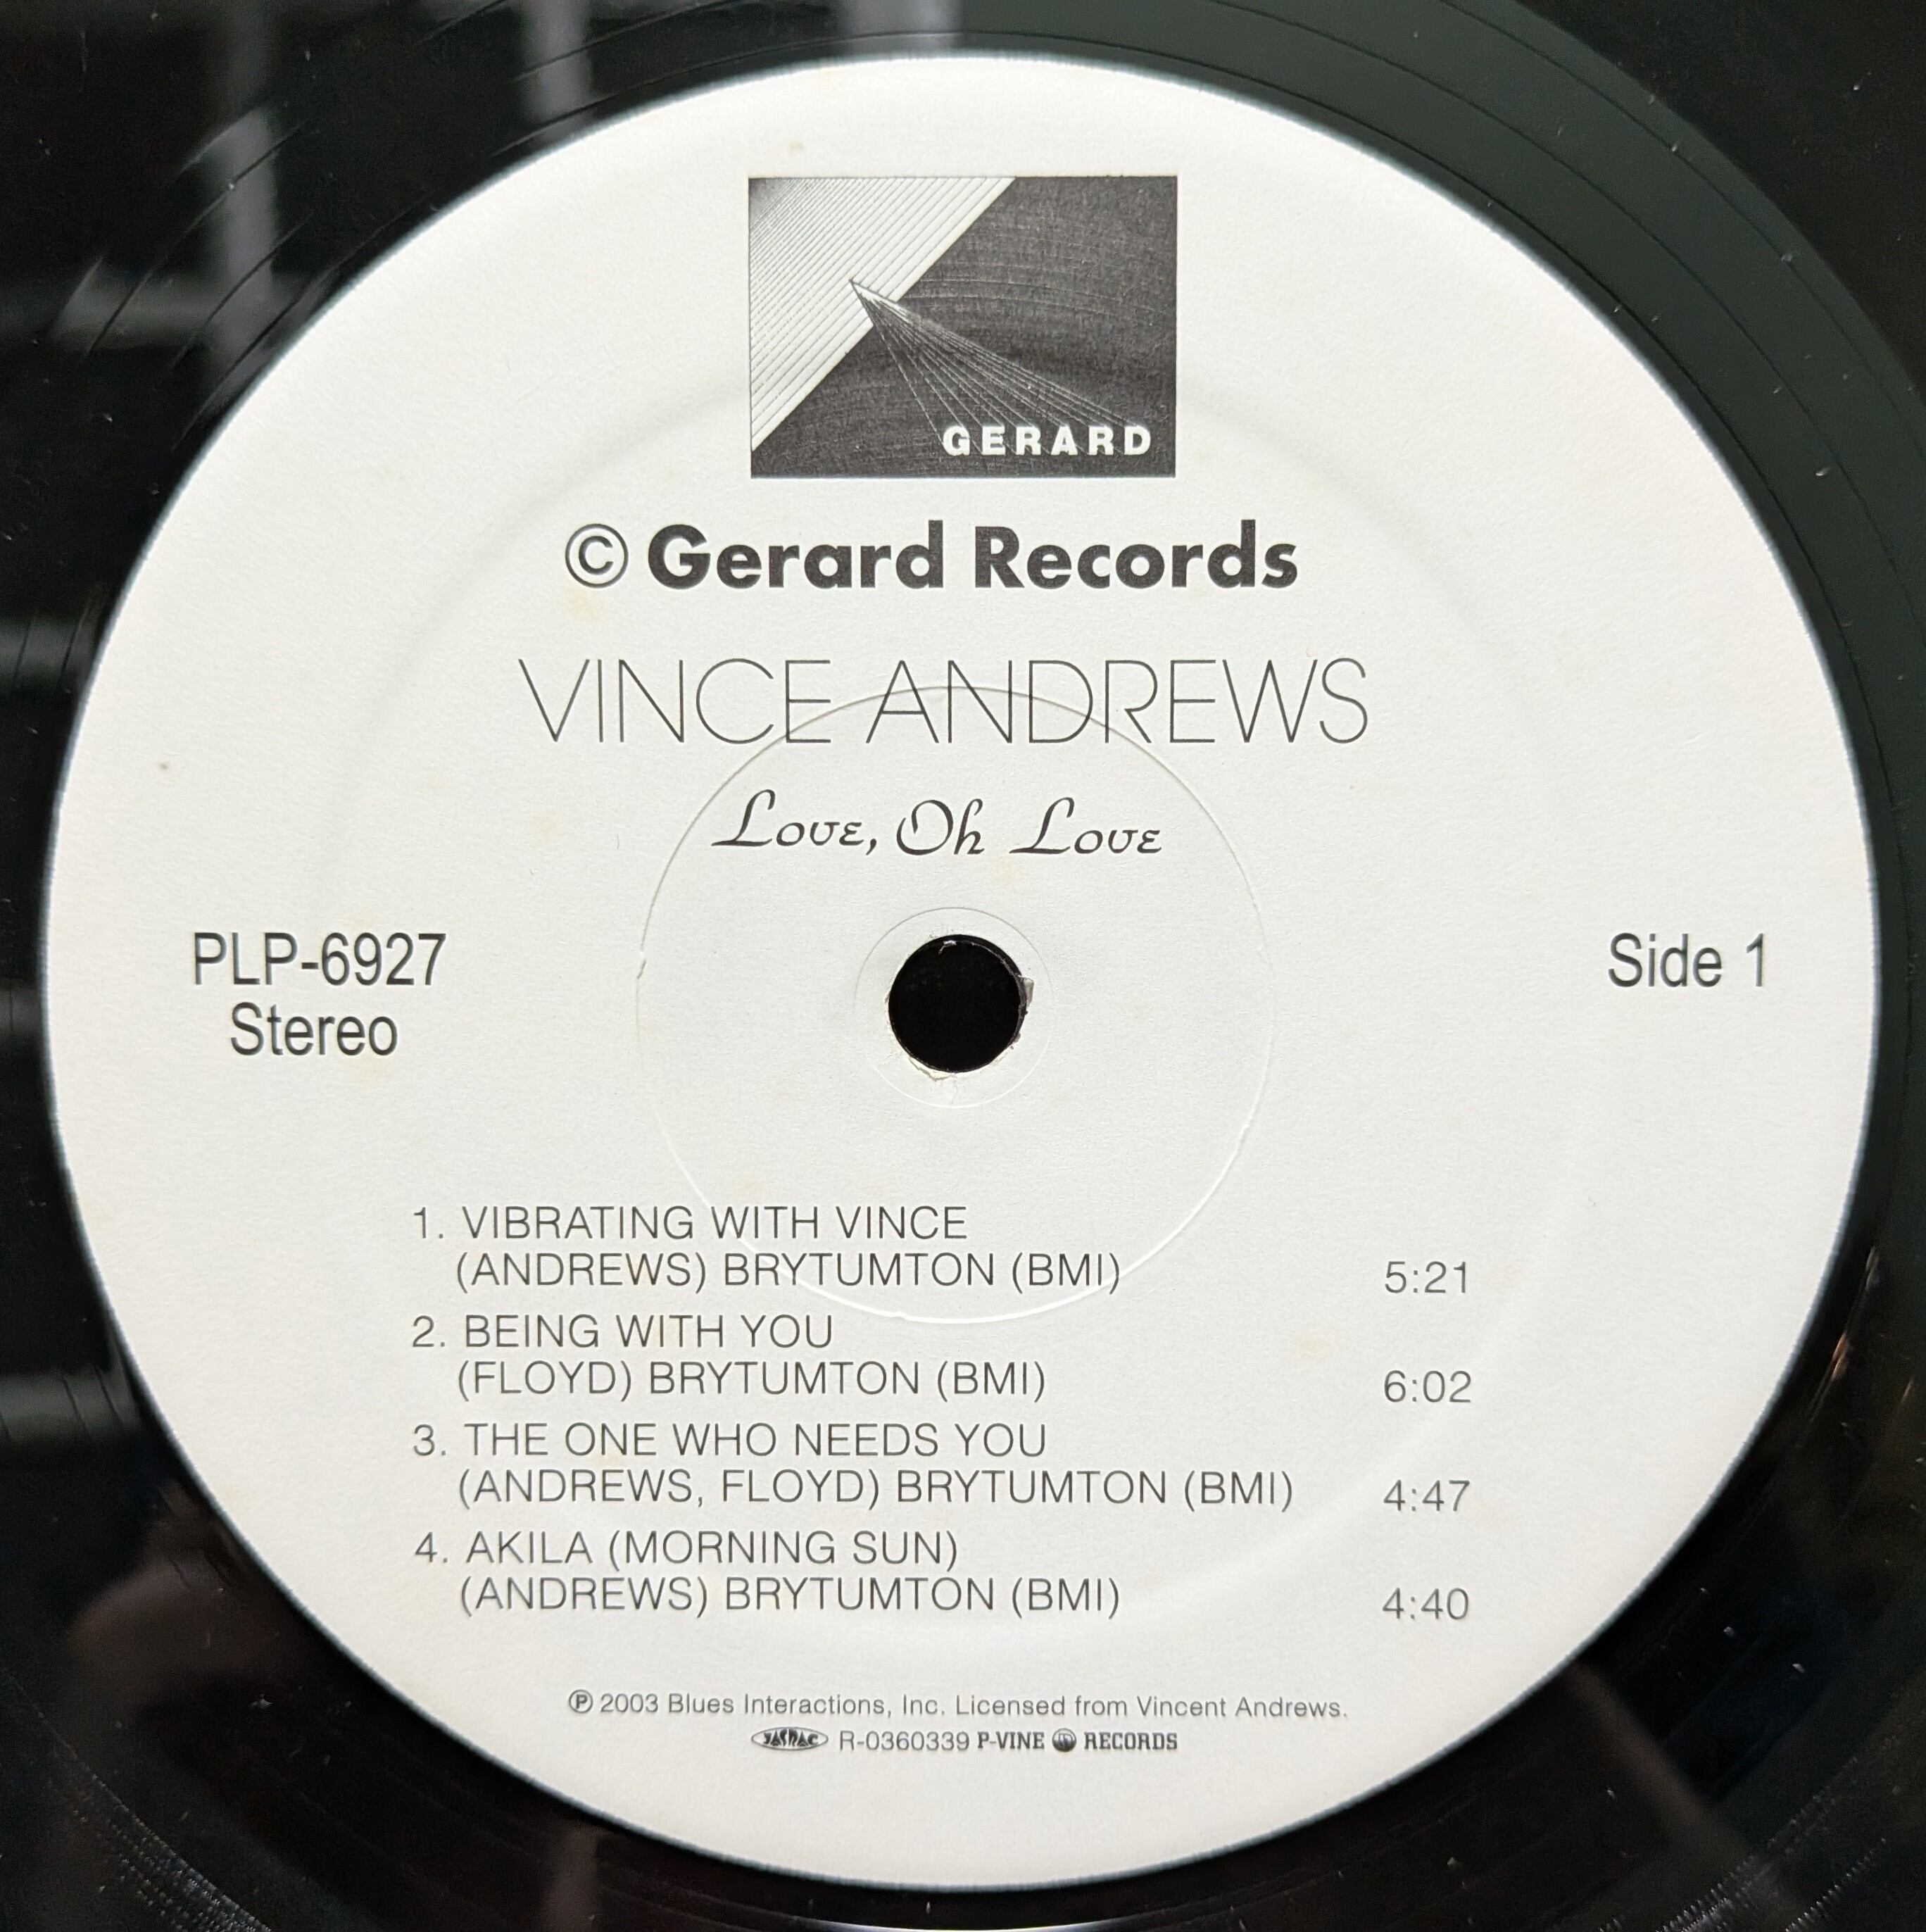 GERARD
© Gerard Records
VINCE ANDREWS
Love, Oh Love
PLP-6927
Stereo
Side 1
1. VIBRATING WITH VINCE
(ANDREWS) BRYTUMTON (BMI) 5:21
2. BEING WITH YOU
(FLOYD) BRYTUMTON (BMI) 6:02
3. THE ONE WHO NEEDS YOU
(ANDREWS, FLOYD) BRYTUMTON (BMI) 4:47
4. AKILA (MORNING SUN)
(ANDREWS) BRYTUMTON (BMI) 4:40
℗ 2003 Blues Interactions, Inc. Licensed from Vincent Andrews.
JASRAC R-0360339 P-VINE RECORDS